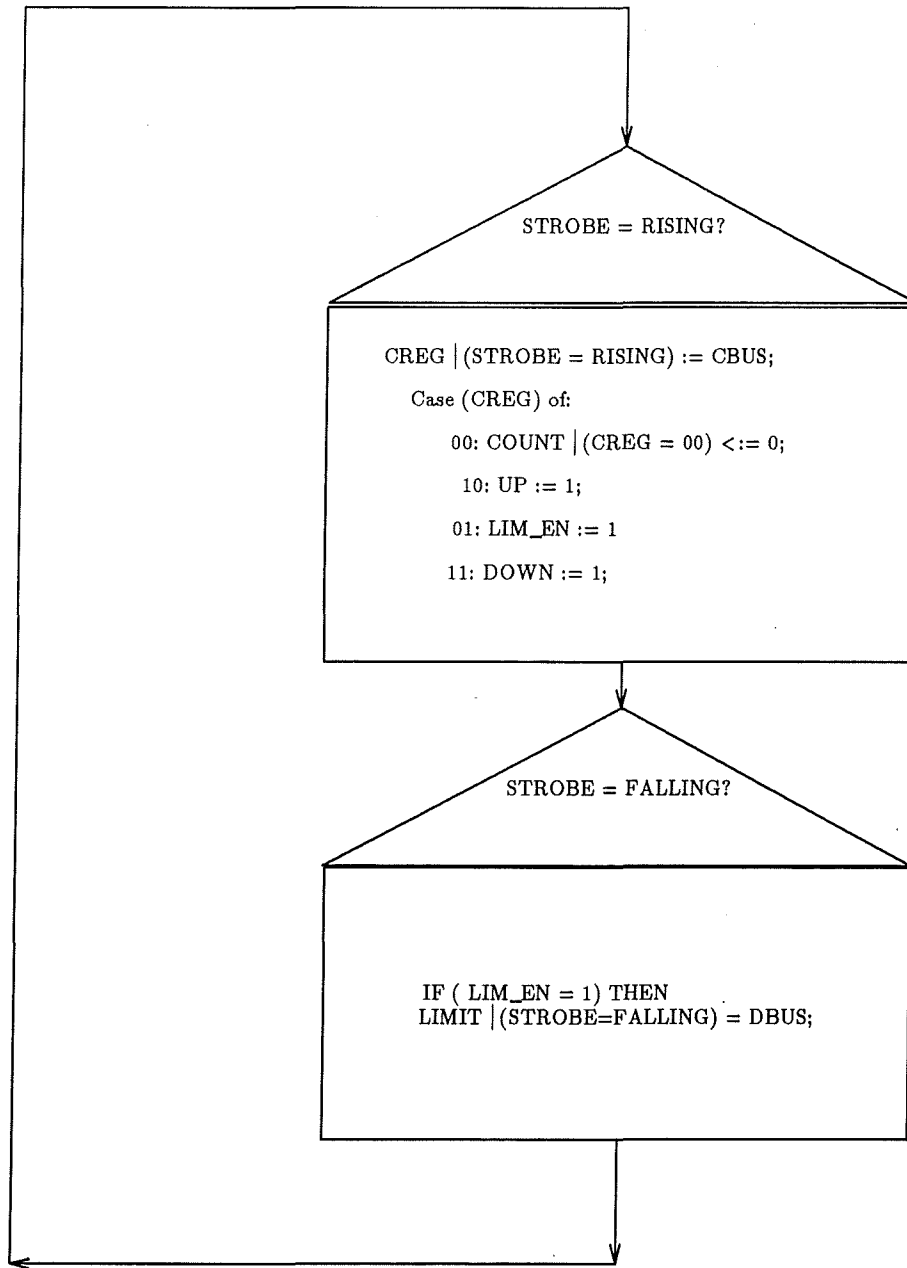 STROBE = RISING?
CREG |(STROBE = RISING) := CBUS;
Case (CREG) of:
00: COUNT |(CREG = 00) <:= 0;
10: UP := 1;
01: LIM_EN := 1
11: DOWN := 1;
STROBE = FALLING?
IF ( LIM_EN = 1) THEN
LIMIT |(STROBE=FALLING) = DBUS;